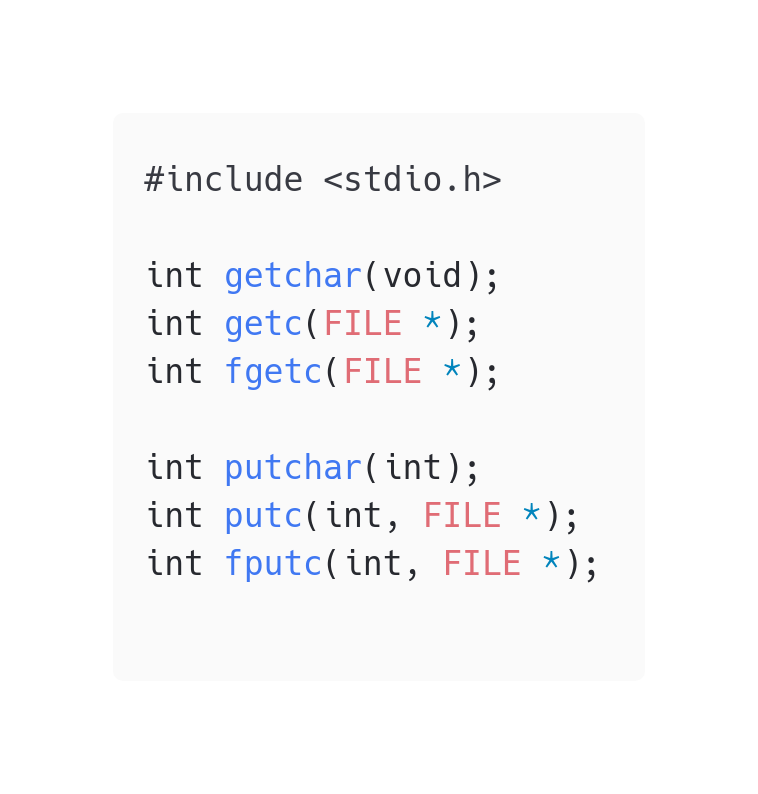 #include <stdio.h>
int getchar(void);
int getc(FILE *);
int fgetc(FILE *);
int putchar(int);
int putc(int, FILE *);
int fputc(int, FILE *);